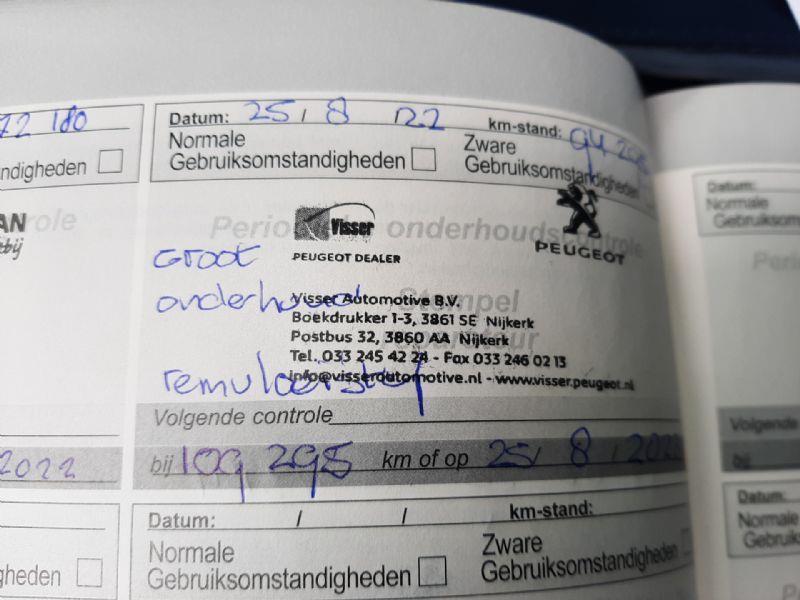 72 180
ndigheden
AN
bij
2022
gheden
Datum: 25 / 8 / 22 km-stand: 94 295
Normale
Gebruiksomstandigheden
Zware
Gebruiksomstandigheden
Periodieke onderhoudscontrole
Visser
PEUGEOT DEALER
PEUGEOT
Groot
onderhoud
Stempel
reparateur
Visser Automotive B.V.
Boekdrukker 1-3, 3861 SE Nijkerk
Postbus 32, 3860 AA Nijkerk
Tel. 033 245 42 24 - Fax 033 246 02 13
info@visserautomotive.nl - www.visser.peugeot.nl
remvloeistof
Volgende controle
bij 109 295 km of op 25 / 8 /
Datum: / / km-stand:
Normale
Gebruiksomstandigheden
Zware
Gebruiksomstandigheden
Datum:
Normale
Gebruiksom
Volgende
bij
Datum:
Normale
Gebruikso